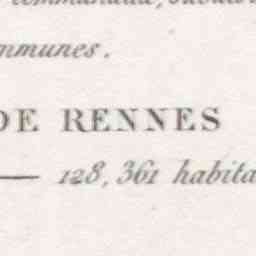 mmunes.
DE RENNES
— 128, 361 habita